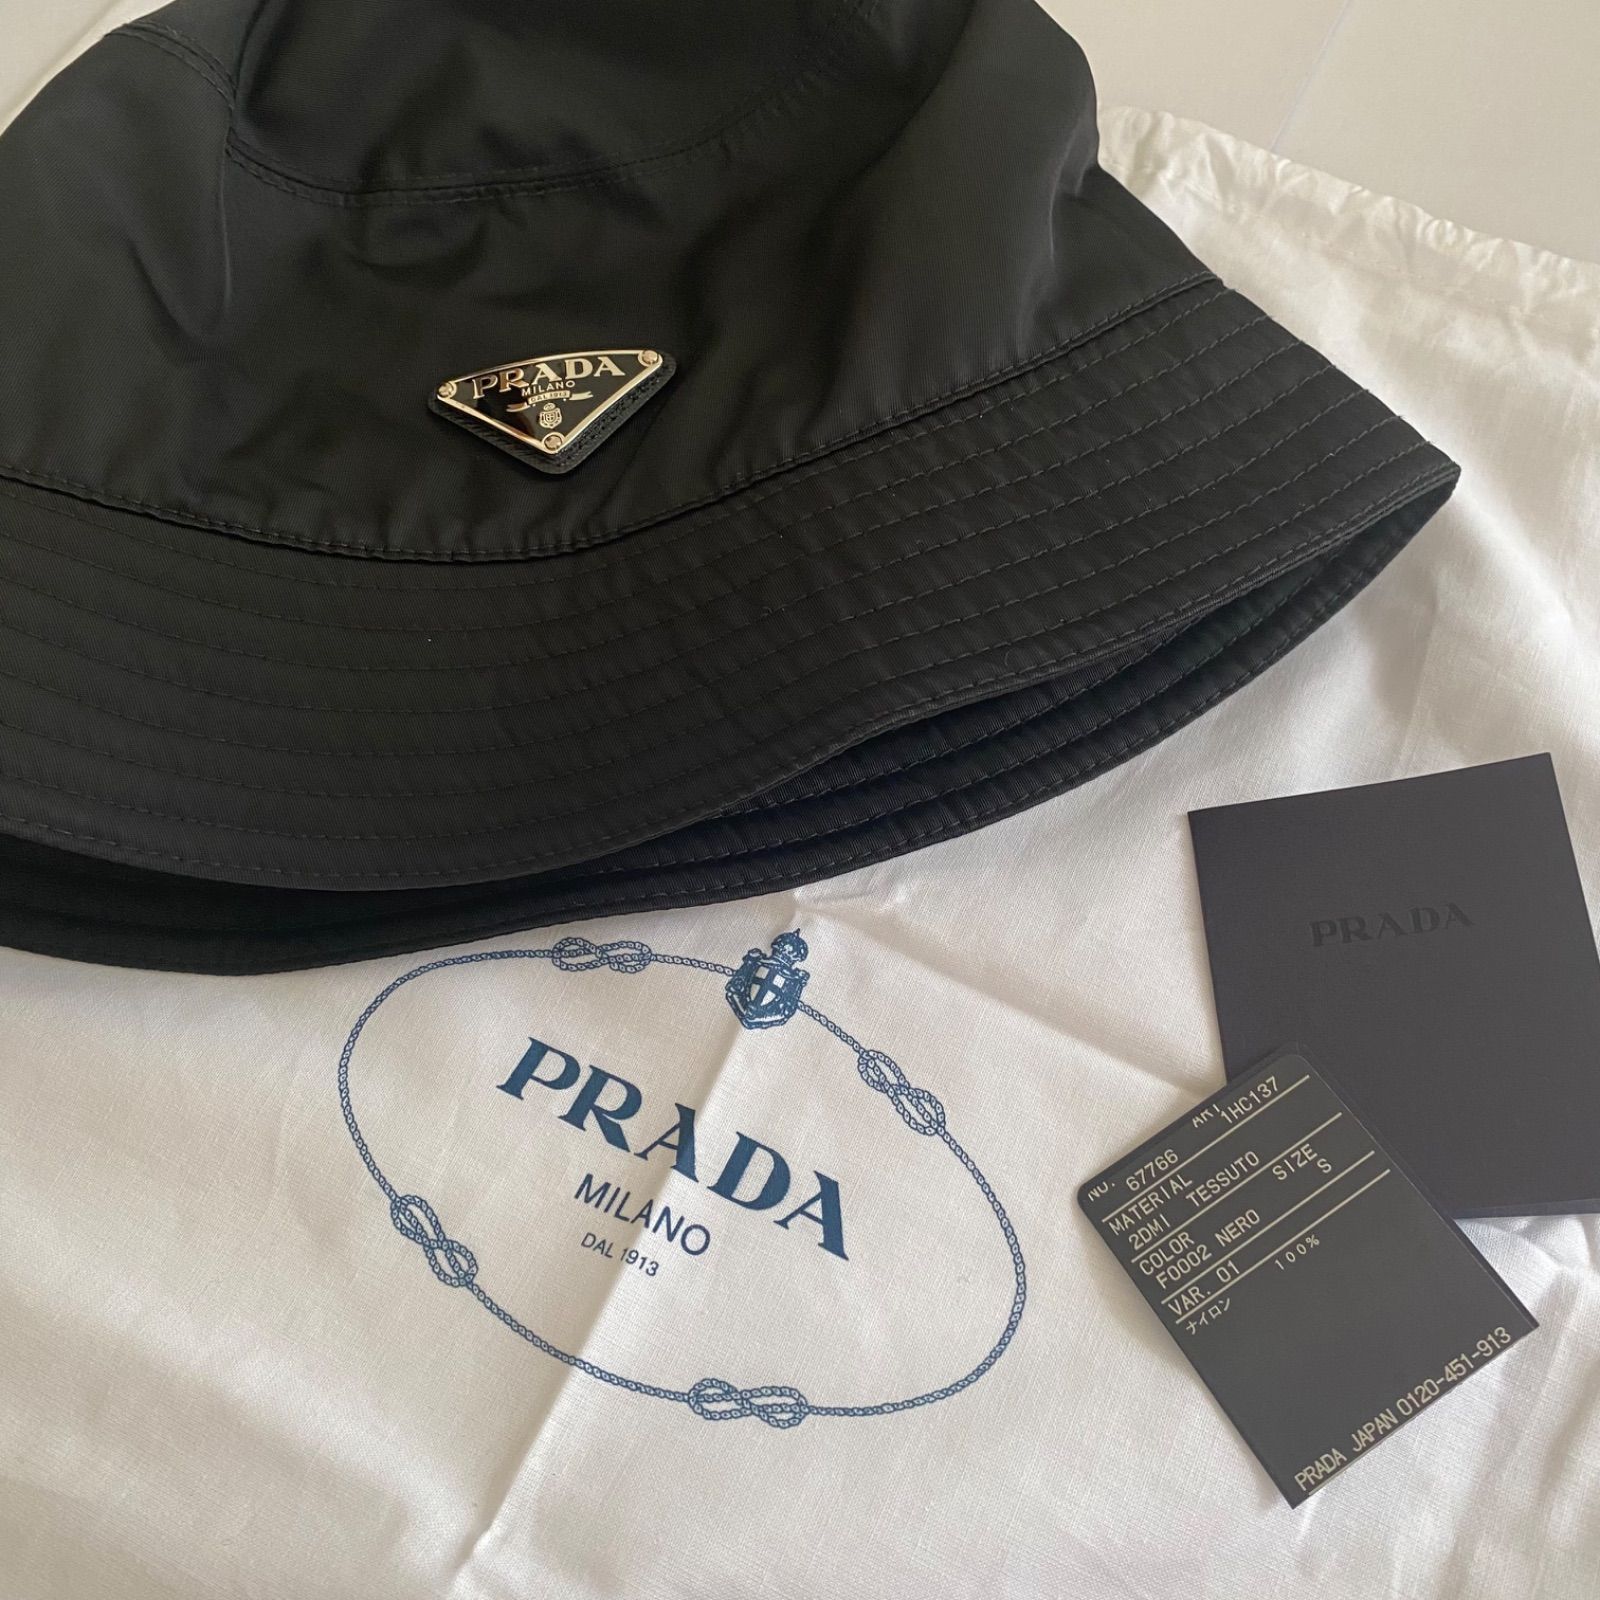 PRADA
MILANO
DAL 1913
PRADA
MILANO
DAL 1913
PRADA
NO. 67766 ART 1HC137
MATERIAL
2DMI TESSUTO
COLOR SIZE
F0002 NERO S
VAR. 01
ナイロン 100%
PRADA JAPAN 0120-451-913